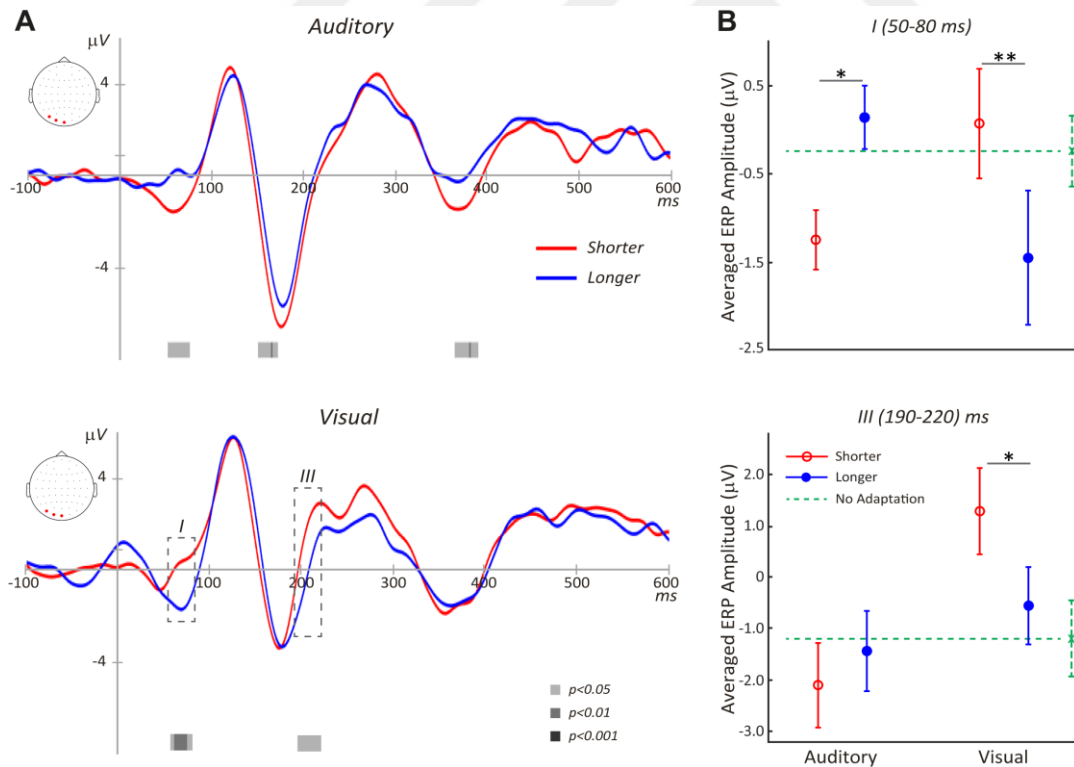 A
Auditory
μV
4
-100
100
200
300
400
500
600
ms
-4
Shorter
Longer
Visual
μV
4
I
III
-100
100
200
300
400
500
600
ms
-4
p<0.05
p<0.01
p<0.001
B
I (50-80 ms)
Averaged ERP Amplitude (μV)
0.5
-0.5
-1.5
-2.5
*
**
III (190-220) ms
Averaged ERP Amplitude (μV)
2.0
1.0
0
-1.0
-2.0
-3.0
Shorter
Longer
No Adaptation
*
Auditory
Visual